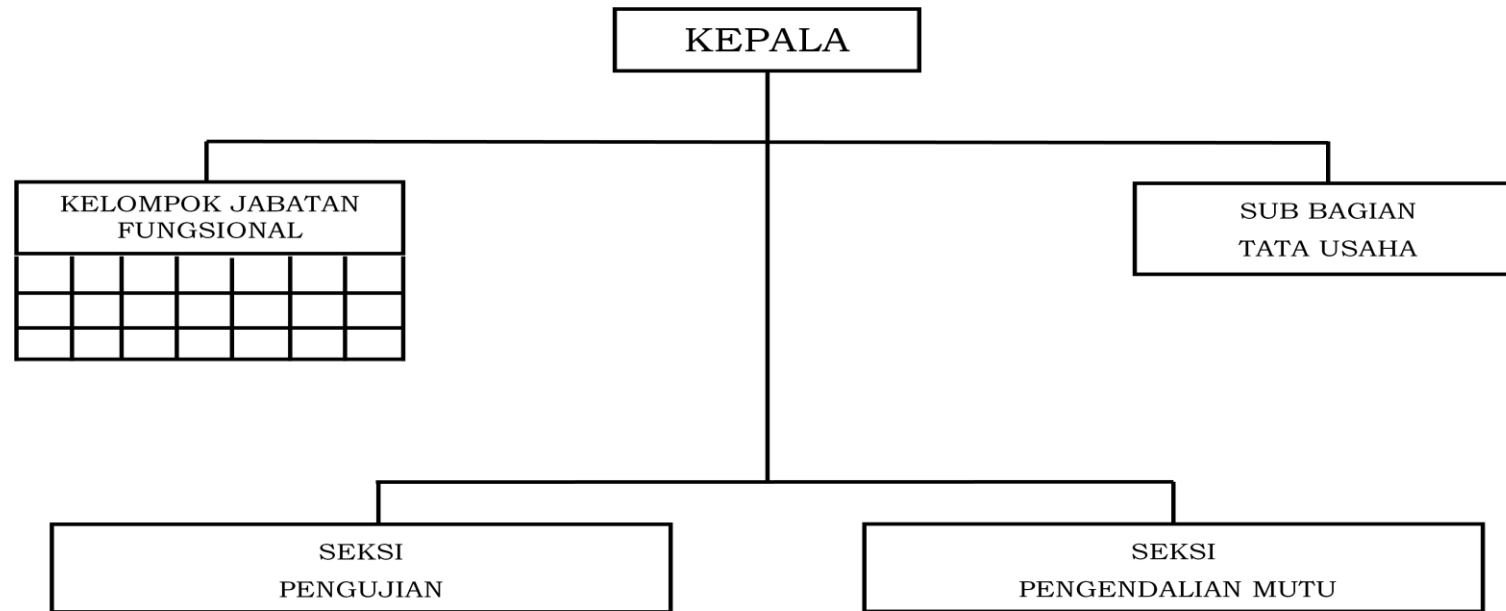 KEPALA
KELOMPOK JABATAN
FUNGSIONAL
SUB BAGIAN
TATA USAHA
SEKSI
PENGUJIAN
SEKSI
PENGENDALIAN MUTU